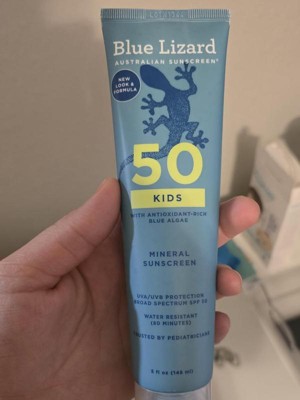 Blue Lizard
AUSTRALIAN SUNSCREEN®
NEW
LOOK &
FORMULA
50
KIDS
WITH ANTIOXIDANT-RICH
BLUE ALGAE
MINERAL
SUNSCREEN
UVA/UVB PROTECTION
BROAD SPECTRUM SPF 50
WATER RESISTANT
(80 MINUTES)
TRUSTED BY PEDIATRICIANS
5 fl oz (148 ml)